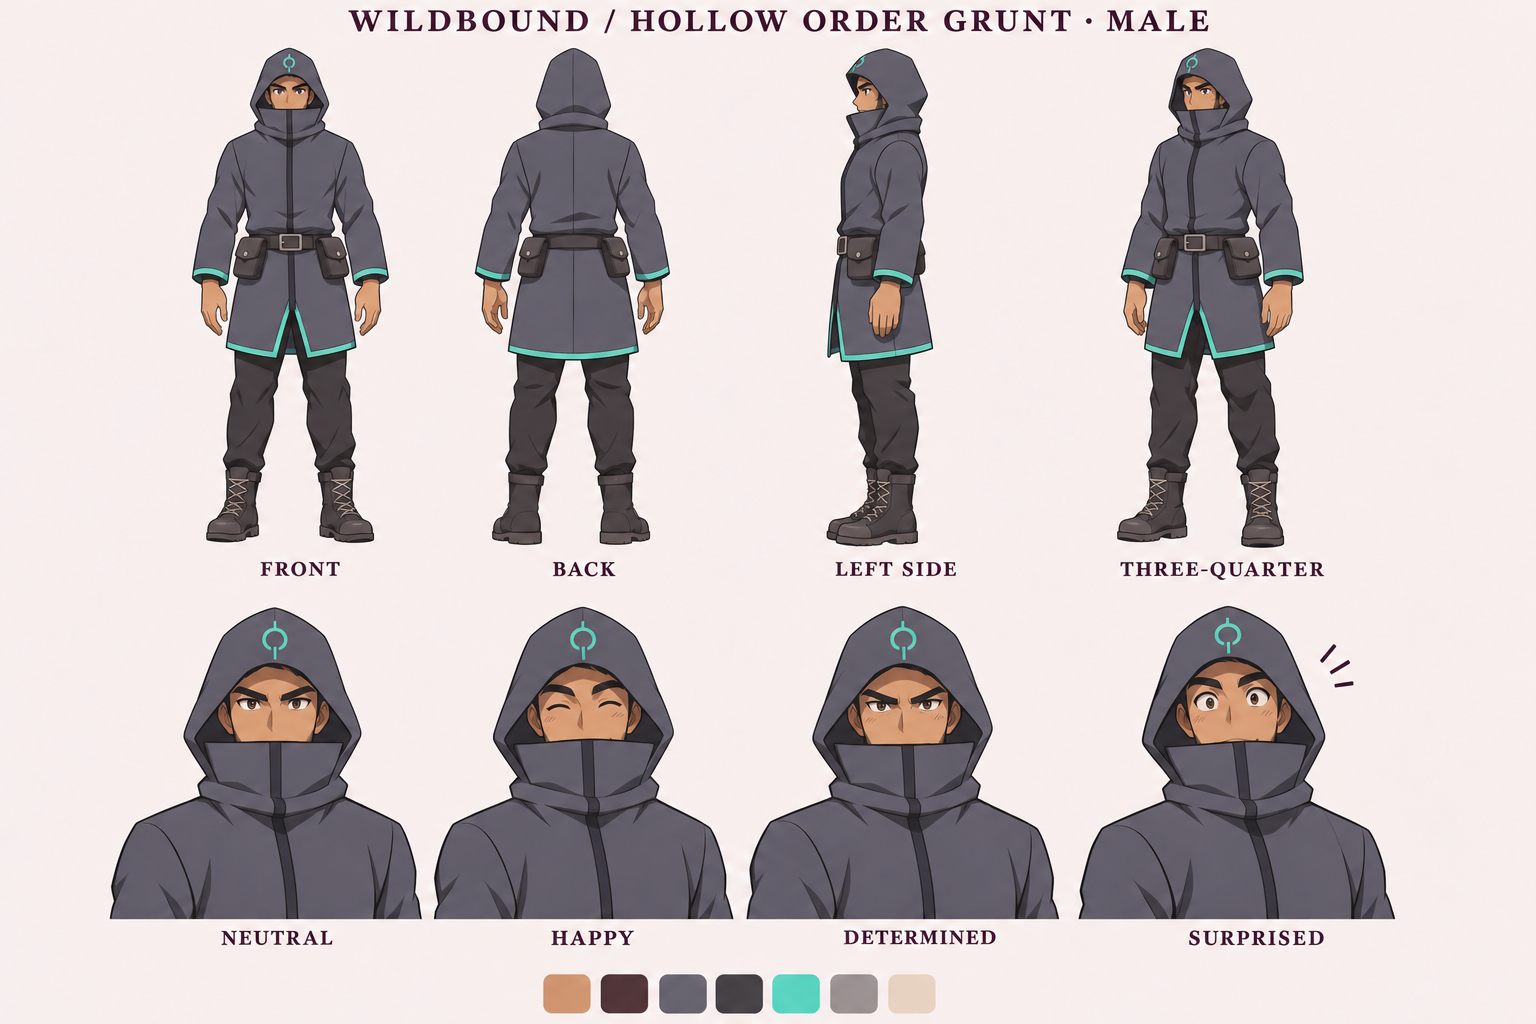 WILDBOUND / HOLLOW ORDER GRUNT · MALE
FRONT
BACK
LEFT SIDE
THREE-QUARTER
NEUTRAL
HAPPY
DETERMINED
SURPRISED